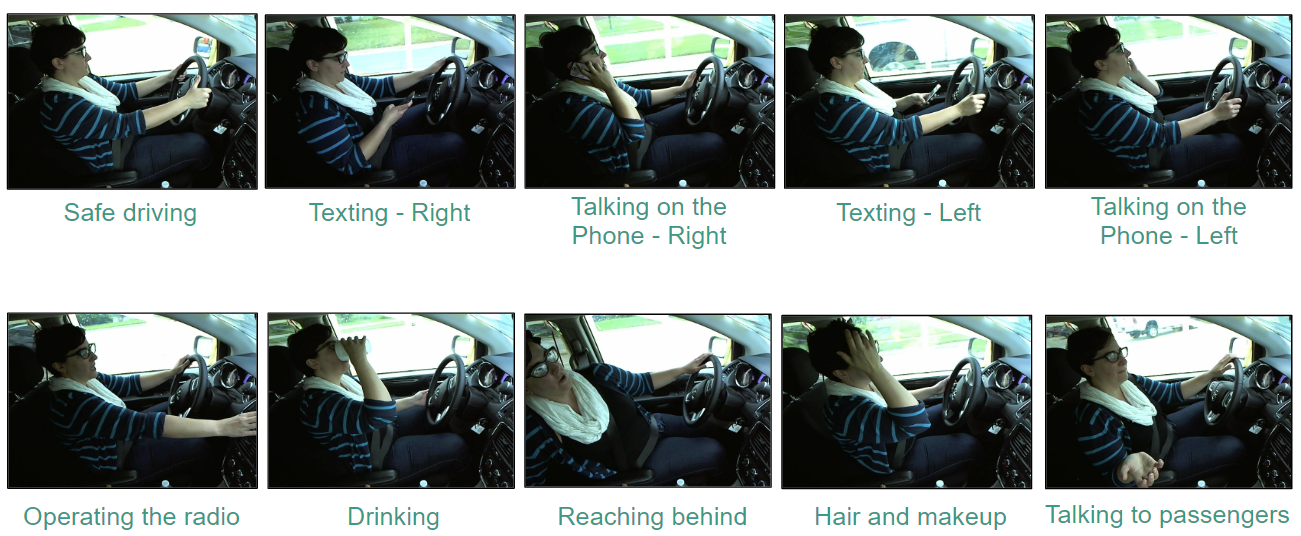 Safe driving
Texting - Right
Talking on the
Phone - Right
Texting - Left
Talking on the
Phone - Left
Operating the radio
Drinking
Reaching behind
Hair and makeup
Talking to passengers